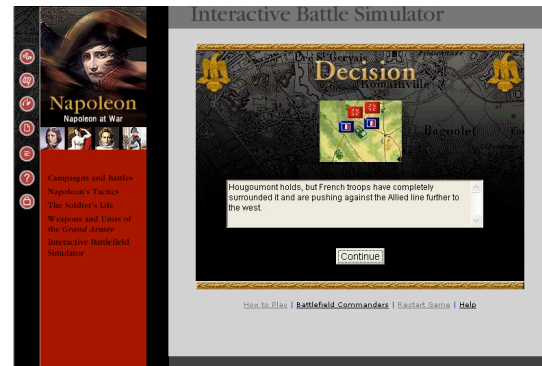 Interactive Battle Simulator
Pré St Gervais
Decision
Romainville
Bagnolet
Napoleon
Napoleon at War
Campaigns and Battles
Napoleon's Tactics
The Soldier's Life
Weapons and Units of
the Grand Armée
Interactive Battlefield
Simulator
Hougoumont holds, but French troops have completely
surrounded it and are pushing against the Allied line further to
the west.
Continue
How to Play | Battlefield Commanders | Restart Game | Help